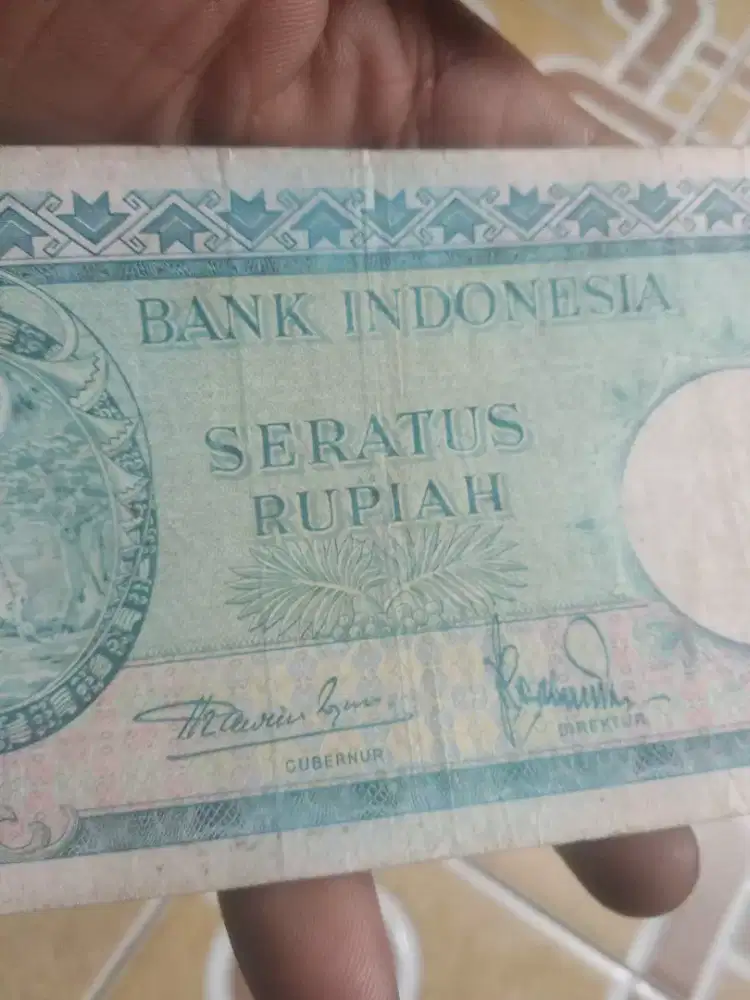 BANK INDONESIA
SERATUS
RUPIAH
GUBERNUR
DIREKTUR